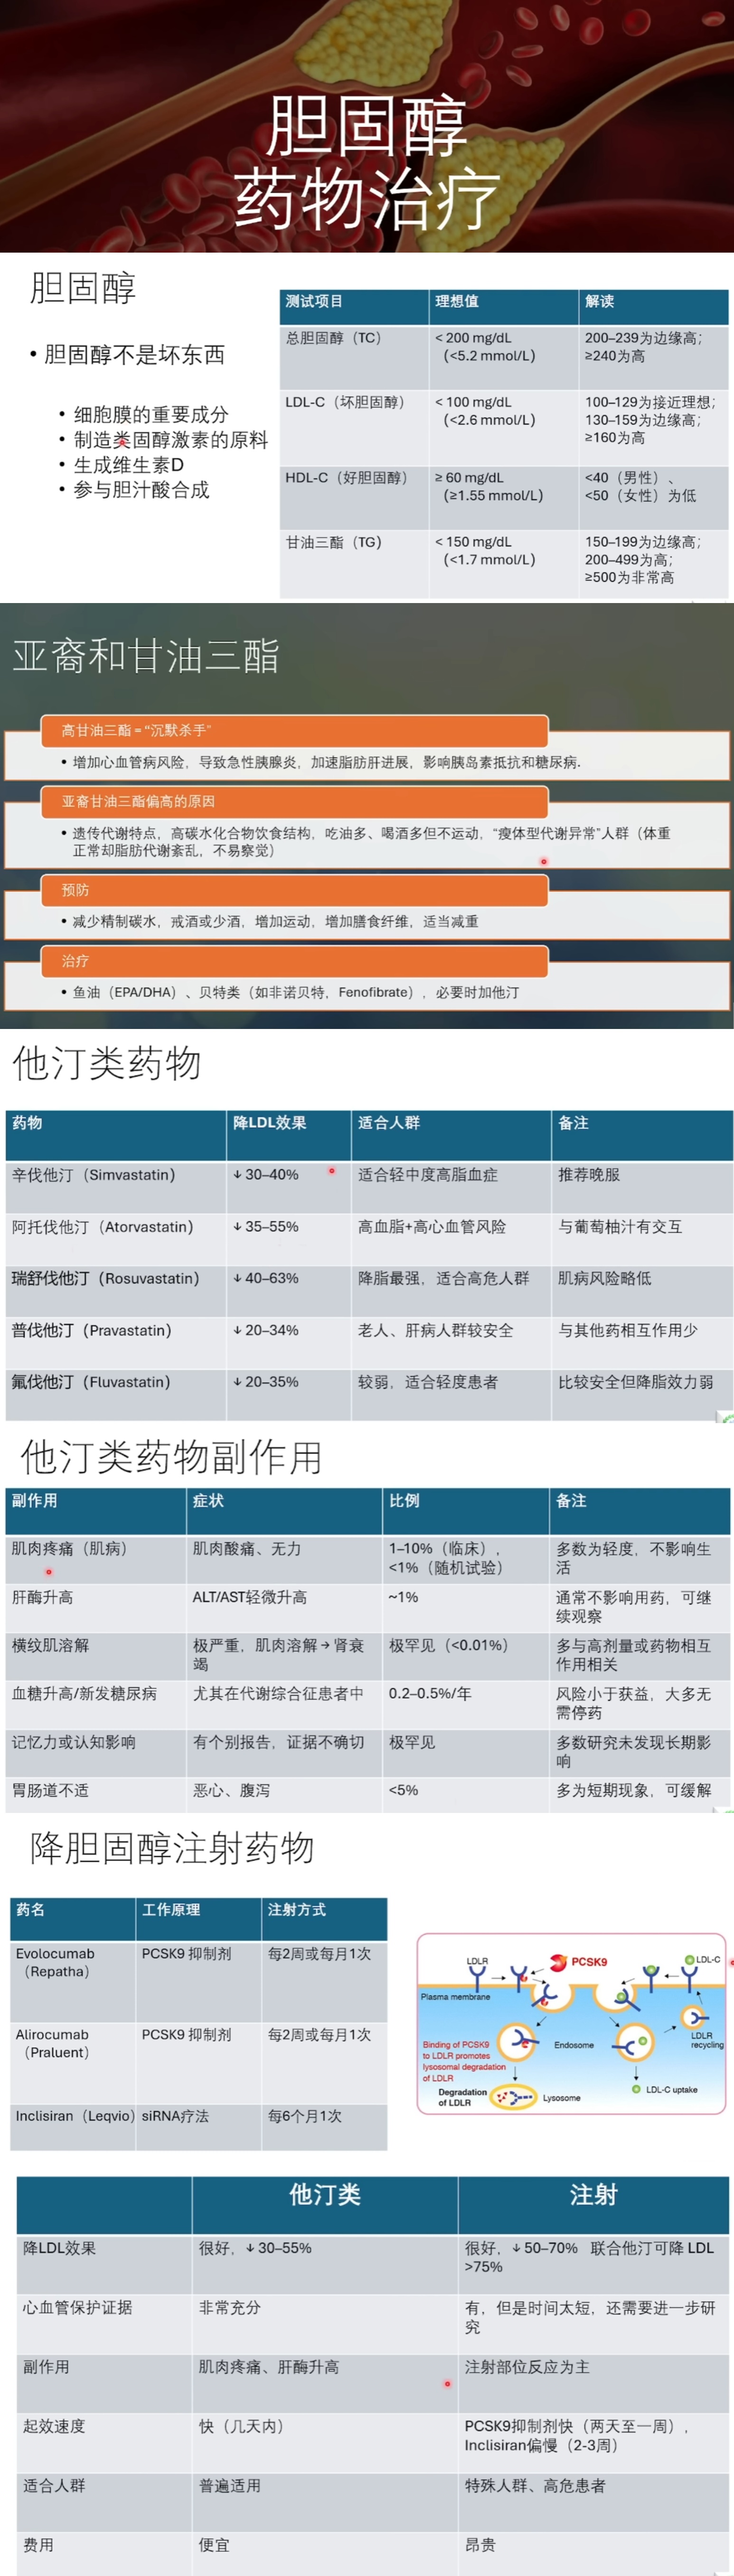 胆固醇
药物治疗
胆固醇
• 胆固醇不是坏东西
• 细胞膜的重要成分
• 制造类固醇激素的原料
• 生成维生素D
• 参与胆汁酸合成
测试项目 理想值 解读
总胆固醇（TC） < 200 mg/dL 200–239为边缘高；
（<5.2 mmol/L） ≥240为高
LDL-C（坏胆固醇） < 100 mg/dL 100–129为接近理想；
（<2.6 mmol/L） 130–159为边缘高；
≥160为高
HDL-C（好胆固醇） ≥ 60 mg/dL <40（男性）、
（≥1.55 mmol/L） <50（女性）为低
甘油三酯（TG） < 150 mg/dL 150–199为边缘高；
（<1.7 mmol/L） 200–499为高；
≥500为非常高
亚裔和甘油三酯
高甘油三酯 = “沉默杀手”
• 增加心血管病风险，导致急性胰腺炎，加速脂肪肝进展，影响胰岛素抵抗和糖尿病.
亚裔甘油三酯偏高的原因
• 遗传代谢特点，高碳水化合物饮食结构，吃油多、喝酒多但不运动，“瘦体型代谢异常”人群（体重
正常却脂肪代谢紊乱，不易察觉）
预防
• 减少精制碳水，戒酒或少酒，增加运动，增加膳食纤维，适当减重
治疗
• 鱼油（EPA/DHA）、贝特类（如非诺贝特，Fenofibrate），必要时加他汀
他汀类药物
药物 降LDL效果 适合人群 备注
辛伐他汀（Simvastatin） ↓ 30–40% 适合轻中度高脂血症 推荐晚服
阿托伐他汀（Atorvastatin） ↓ 35–55% 高血脂+高心血管风险 与葡萄柚汁有交互
瑞舒伐他汀（Rosuvastatin） ↓ 40–63% 降脂最强，适合高危人群 肌病风险略低
普伐他汀（Pravastatin） ↓ 20–34% 老人、肝病人群较安全 与其他药相互作用少
氟伐他汀（Fluvastatin） ↓ 20–35% 较弱，适合轻度患者 比较安全但降脂效力弱
他汀类药物副作用
副作用 症状 比例 备注
肌肉疼痛（肌病） 肌肉酸痛、无力 1–10%（临床）， 多数为轻度，不影响生
<1%（随机试验） 活
肝酶升高 ALT/AST轻微升高 ~1% 通常不影响用药，可继
续观察
横纹肌溶解 极严重，肌肉溶解→肾衰 极罕见（<0.01%） 多与高剂量或药物相互
竭 作用相关
血糖升高/新发糖尿病 尤其在代谢综合征患者中 0.2–0.5%/年 风险小于获益，大多无
需停药
记忆力或认知影响 有个别报告，证据不确切 极罕见 多数研究未发现长期影
响
胃肠道不适 恶心、腹泻 <5% 多为短期现象，可缓解
降胆固醇注射药物
药名 工作原理 注射方式
Evolocumab PCSK9 抑制剂 每2周或每月1次
（Repatha）
Alirocumab PCSK9 抑制剂 每2周或每月1次
（Praluent）
Inclisiran（Leqvio） siRNA疗法 每6个月1次
LDLR PCSK9 LDL-C
Plasma membrane
Binding of PCSK9
to LDLR promotes
lysosomal degradation
of LDLR
Endosome
LDLR
recycling
Degradation
of LDLR
Lysosome
LDL-C uptake
他汀类 注射
降LDL效果 很好，↓ 30–55% 很好，↓ 50–70% 联合他汀可降 LDL
>75%
心血管保护证据 非常充分 有，但是时间太短，还需要进一步研
究
副作用 肌肉疼痛、肝酶升高 注射部位反应为主
起效速度 快（几天内） PCSK9抑制剂快（两天至一周），
Inclisiran偏慢（2-3周）
适合人群 普遍适用 特殊人群、高危患者
费用 便宜 昂贵